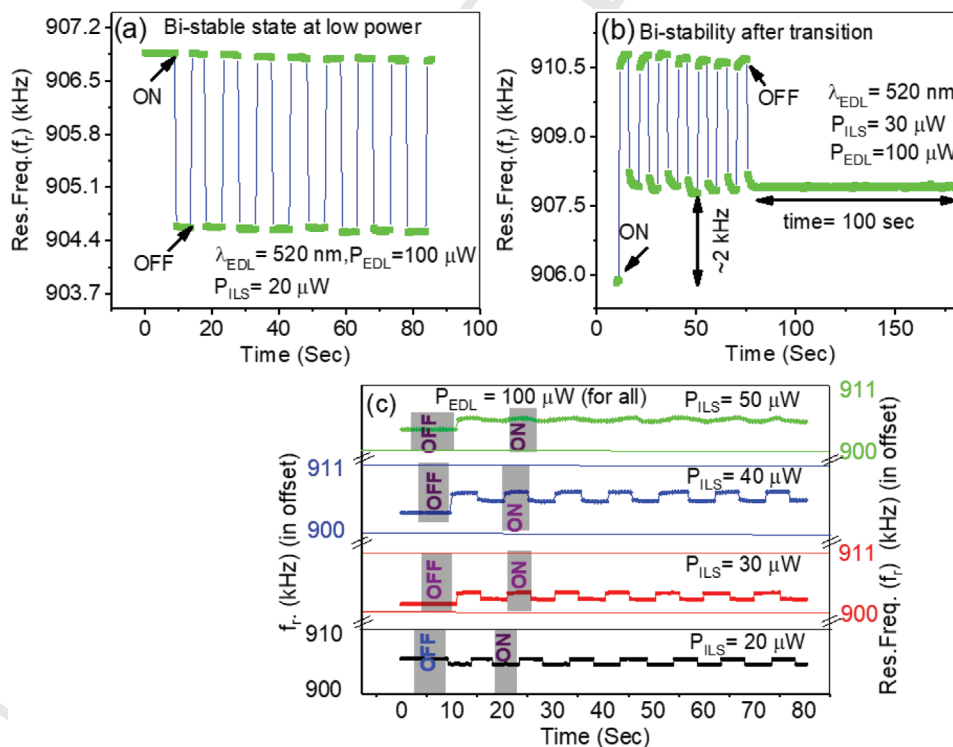 (a) Bi-stable state at low power
907.2
906.5
905.8
905.1
904.4
903.7
Res.Freq.(fr) (kHz)
ON
OFF
λEDL = 520 nm,PEDL=100 μW
PILS = 20 μW
0 20 40 60 80 100
Time (Sec)
(b) Bi-stability after transition
910.5
909.0
907.5
906.0
Res.Freq.(fr) (kHz)
OFF
λEDL = 520 nm
PILS = 30 μW
PEDL=100 μW
ON
~2 kHz
time= 100 sec
0 50 100 150
Time (Sec)
(c) PEDL = 100 μW (for all)
PILS= 50 μW
911
900
OFF
ON
911
900
PILS= 40 μW
OFF
ON
PILS= 30 μW
911
900
OFF
ON
910
900
PILS= 20 μW
OFF
ON
fr. (kHz) (in offset)
Res.Freq. (fr) (kHz) (in offset)
0 10 20 30 40 50 60 70 80
Time (Sec)